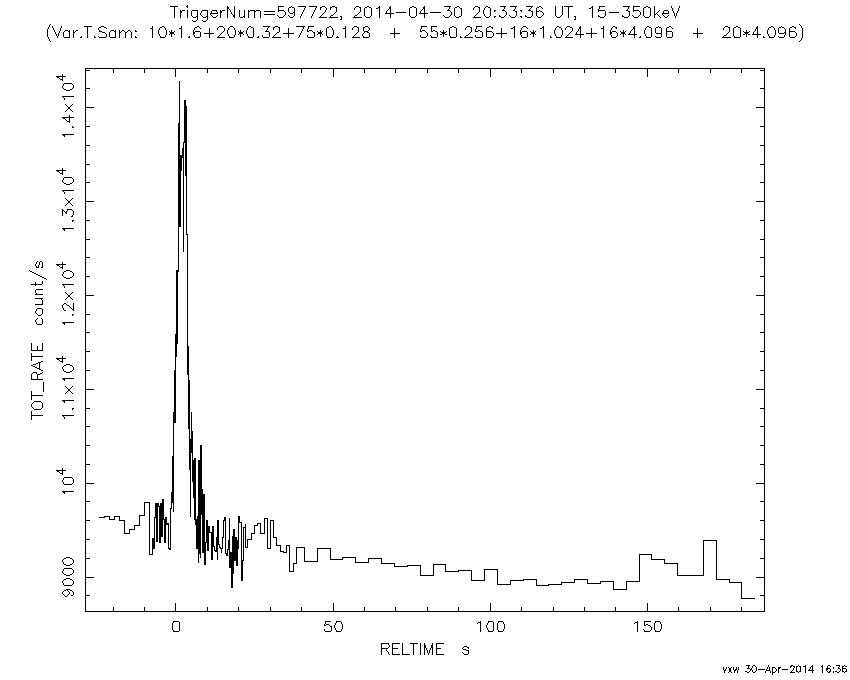 TriggerNum=597722, 2014-04-30 20:33:36 UT, 15-350keV
(Var.T.Sam: 10*1.6+20*0.32+75*0.128 + 55*0.256+16*1.024+16*4.096 + 20*4.096)
TOT_RATE count/s
1.4×10⁴
1.3×10⁴
1.2×10⁴
1.1×10⁴
10⁴
9000
0 50 100 150
RELTIME s
vxw 30-Apr-2014 16:36